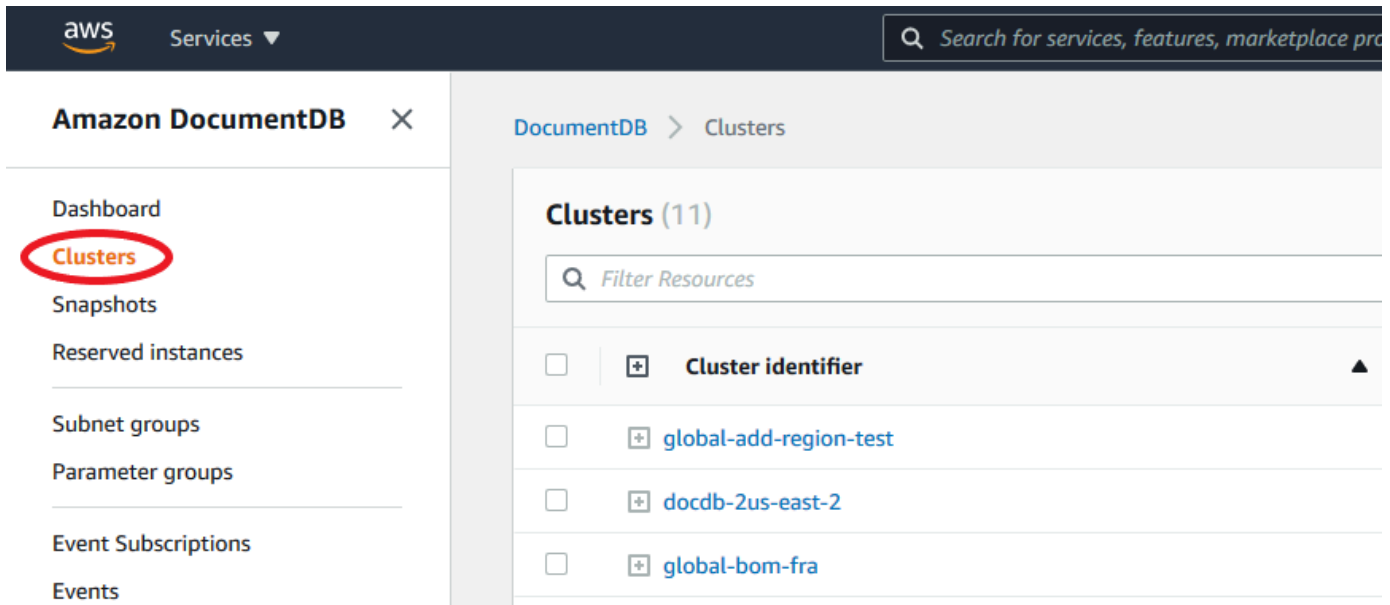 aws
Services ▼
Search for services, features, marketplace pro
Amazon DocumentDB
DocumentDB > Clusters
Dashboard
Clusters
Snapshots
Reserved instances
Subnet groups
Parameter groups
Event Subscriptions
Events
Clusters (11)
Filter Resources
Cluster identifier
global-add-region-test
docdb-2us-east-2
global-bom-fra